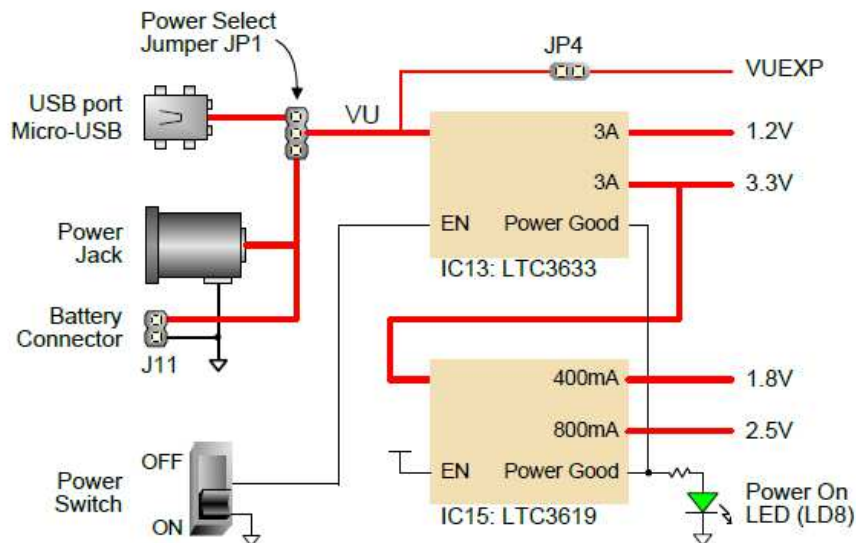 Power Select
Jumper JP1
JP4
VUEXP
USB port
Micro-USB
VU
3A
1.2V
3A
3.3V
Power
Jack
EN
Power Good
IC13: LTC3633
Battery
Connector
J11
400mA
1.8V
800mA
2.5V
OFF
Power
Switch
ON
EN
Power Good
IC15: LTC3619
Power On
LED (LD8)